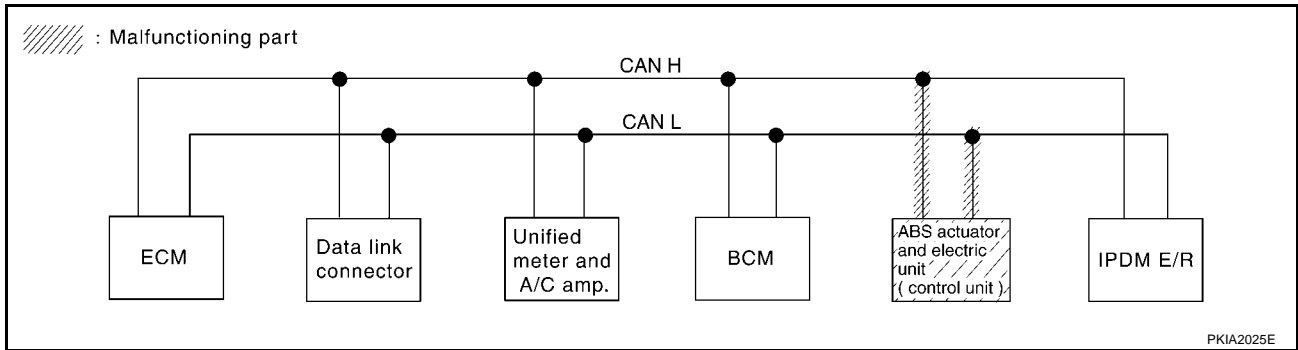 : Malfunctioning part
CAN H
CAN L
ECM
Data link
connector
Unified
meter and
A/C amp.
BCM
ABS actuator
and electric
unit
( control unit )
IPDM E/R
PKIA2025E